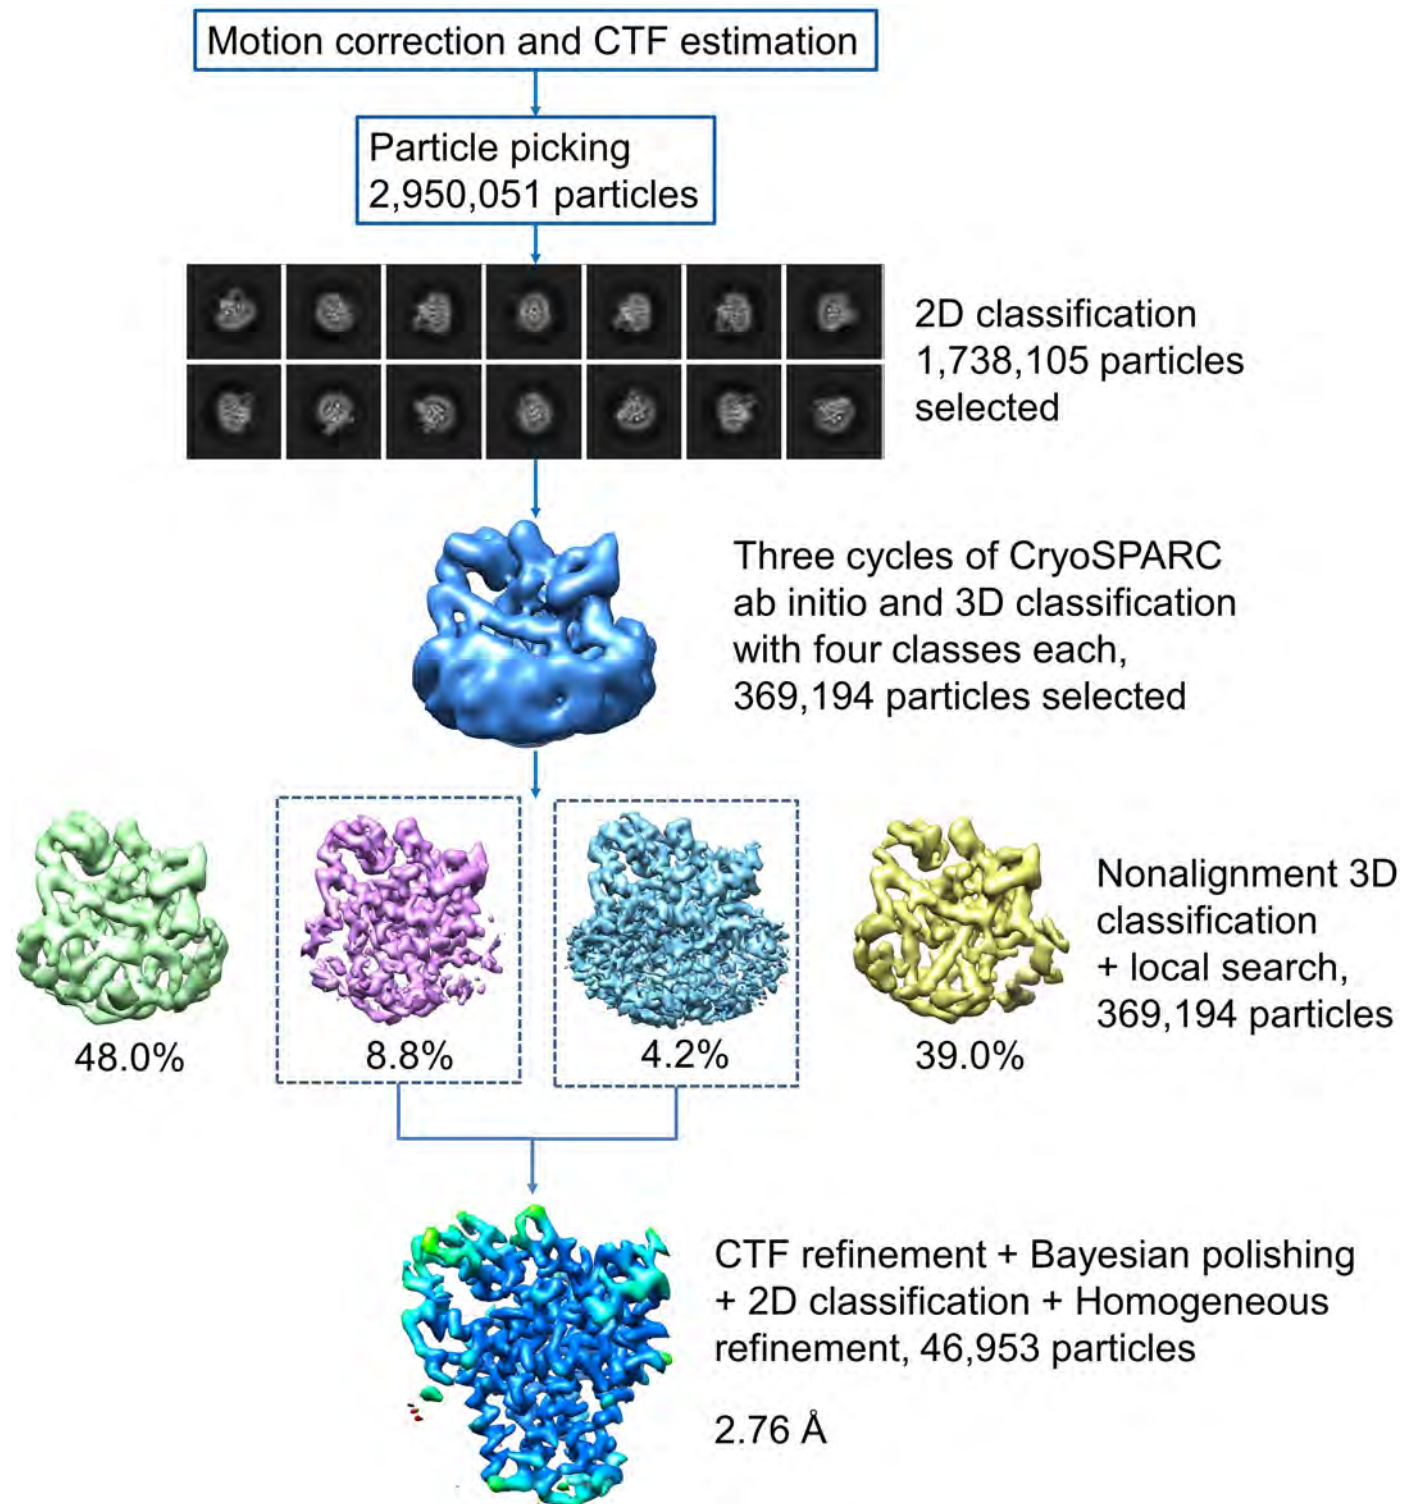 Motion correction and CTF estimation
Particle picking
2,950,051 particles
2D classification
1,738,105 particles
selected
Three cycles of CryoSPARC
ab initio and 3D classification
with four classes each,
369,194 particles selected
48.0%
8.8%
4.2%
39.0%
Nonalignment 3D
classification
+ local search,
369,194 particles
CTF refinement + Bayesian polishing
+ 2D classification + Homogeneous
refinement, 46,953 particles
2.76 Å